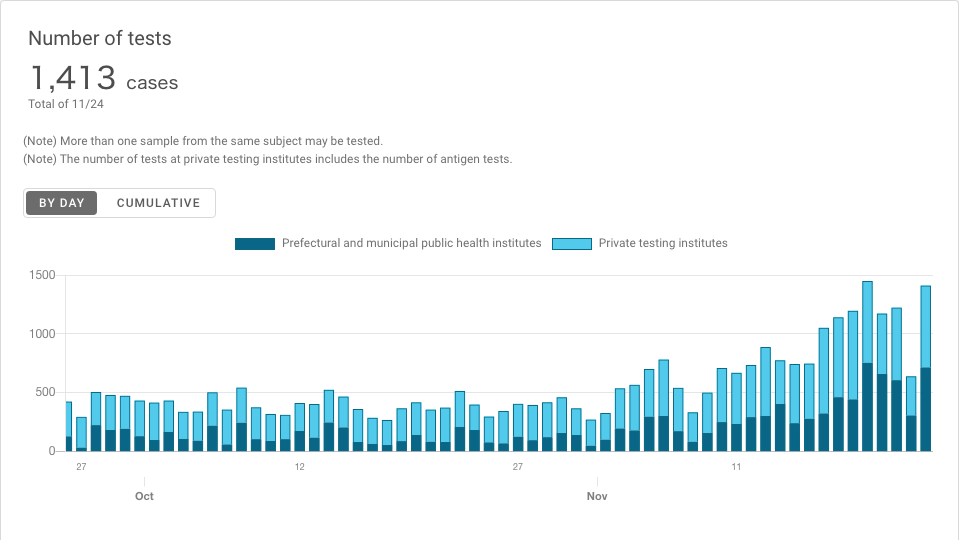 Number of tests
1,413 cases
Total of 11/24
(Note) More than one sample from the same subject may be tested.
(Note) The number of tests at private testing institutes includes the number of antigen tests.
BY DAY CUMULATIVE
Prefectural and municipal public health institutes Private testing institutes
1500
1000
500
0
27 12 27 11
Oct Nov